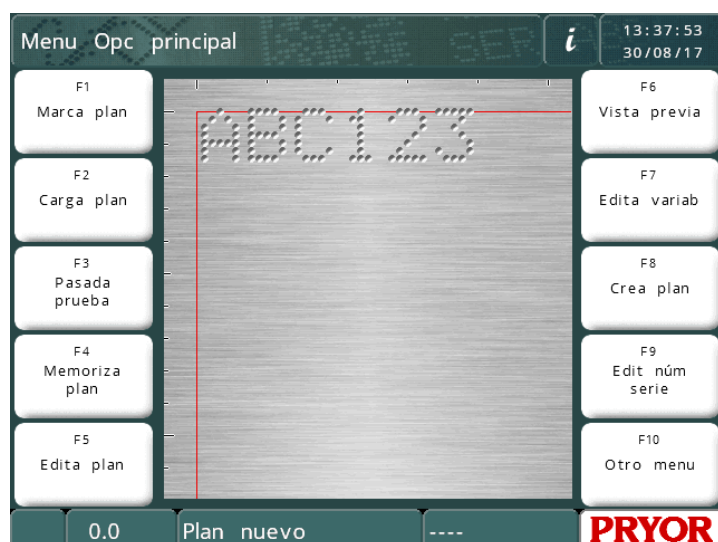 Menu Opc principal
i
13:37:53
30/08/17
F1
Marca plan
F2
Carga plan
F3
Pasada
prueba
F4
Memoriza
plan
F5
Edita plan
ABC123
F6
Vista previa
F7
Edita variab
F8
Crea plan
F9
Edit núm
serie
F10
Otro menu
0.0
Plan nuevo
----
PRYOR